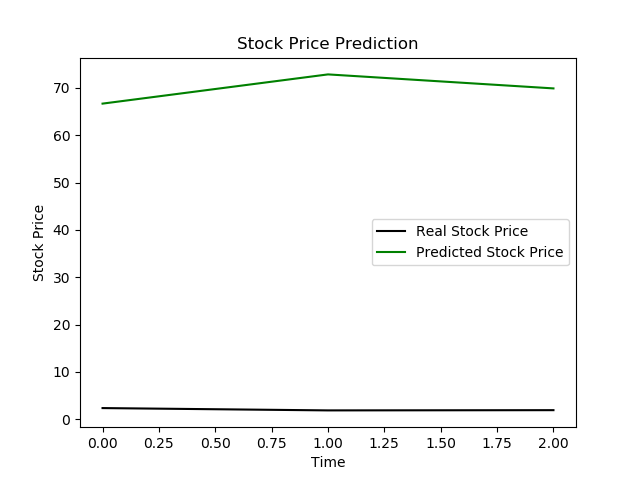 Stock Price Prediction
70
60
50
40
30
20
10
0
Stock Price
Real Stock Price
Predicted Stock Price
0.00 0.25 0.50 0.75 1.00 1.25 1.50 1.75 2.00
Time